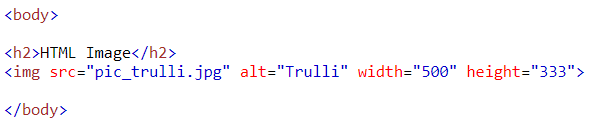 <body>
<h2>HTML Image</h2>
<img src="pic_trulli.jpg" alt="Trulli" width="500" height="333">
</body>